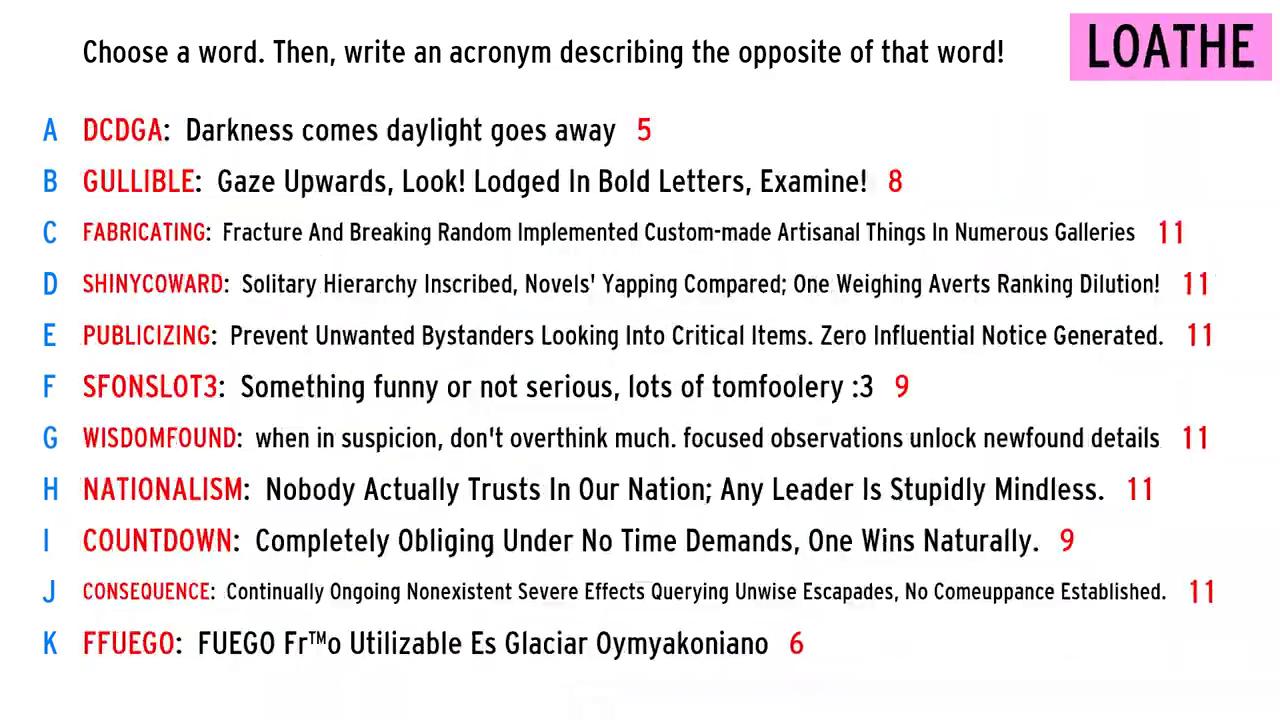 Choose a word. Then, write an acronym describing the opposite of that word!
LOATHE
A DCDGA: Darkness comes daylight goes away 5
B GULLIBLE: Gaze Upwards, Look! Lodged In Bold Letters, Examine! 8
C FABRICATING: Fracture And Breaking Random Implemented Custom-made Artisanal Things In Numerous Galleries 11
D SHINYCOWARD: Solitary Hierarchy Inscribed, Novels' Yapping Compared; One Weighing Averts Ranking Dilution! 11
E PUBLICIZING: Prevent Unwanted Bystanders Looking Into Critical Items. Zero Influential Notice Generated. 11
F SFONSLOT3: Something funny or not serious, lots of tomfoolery :3 9
G WISDOMFOUND: when in suspicion, don't overthink much. focused observations unlock newfound details 11
H NATIONALISM: Nobody Actually Trusts In Our Nation; Any Leader Is Stupidly Mindless. 11
I COUNTDOWN: Completely Obliging Under No Time Demands, One Wins Naturally. 9
J CONSEQUENCE: Continually Ongoing Nonexistent Severe Effects Querying Unwise Escapades, No Comeuppance Established. 11
K FFUEGO: FUEGO Fr™o Utilizable Es Glaciar Oymyakoniano 6